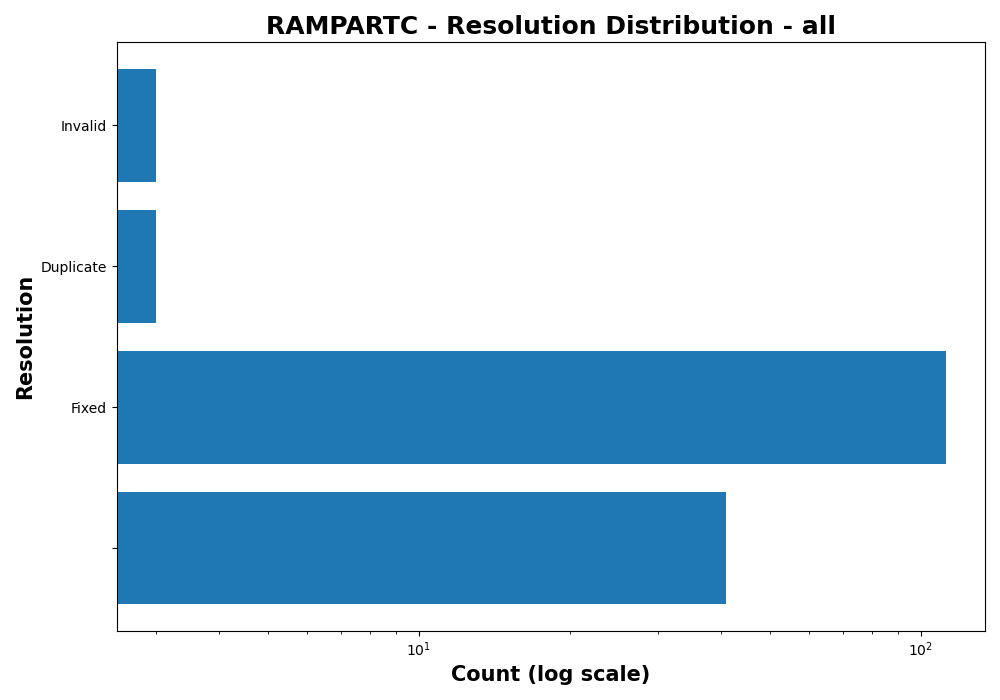 RAMPARTC - Resolution Distribution - all
Invalid
Duplicate
Fixed
Resolution
10¹
10²
Count (log scale)